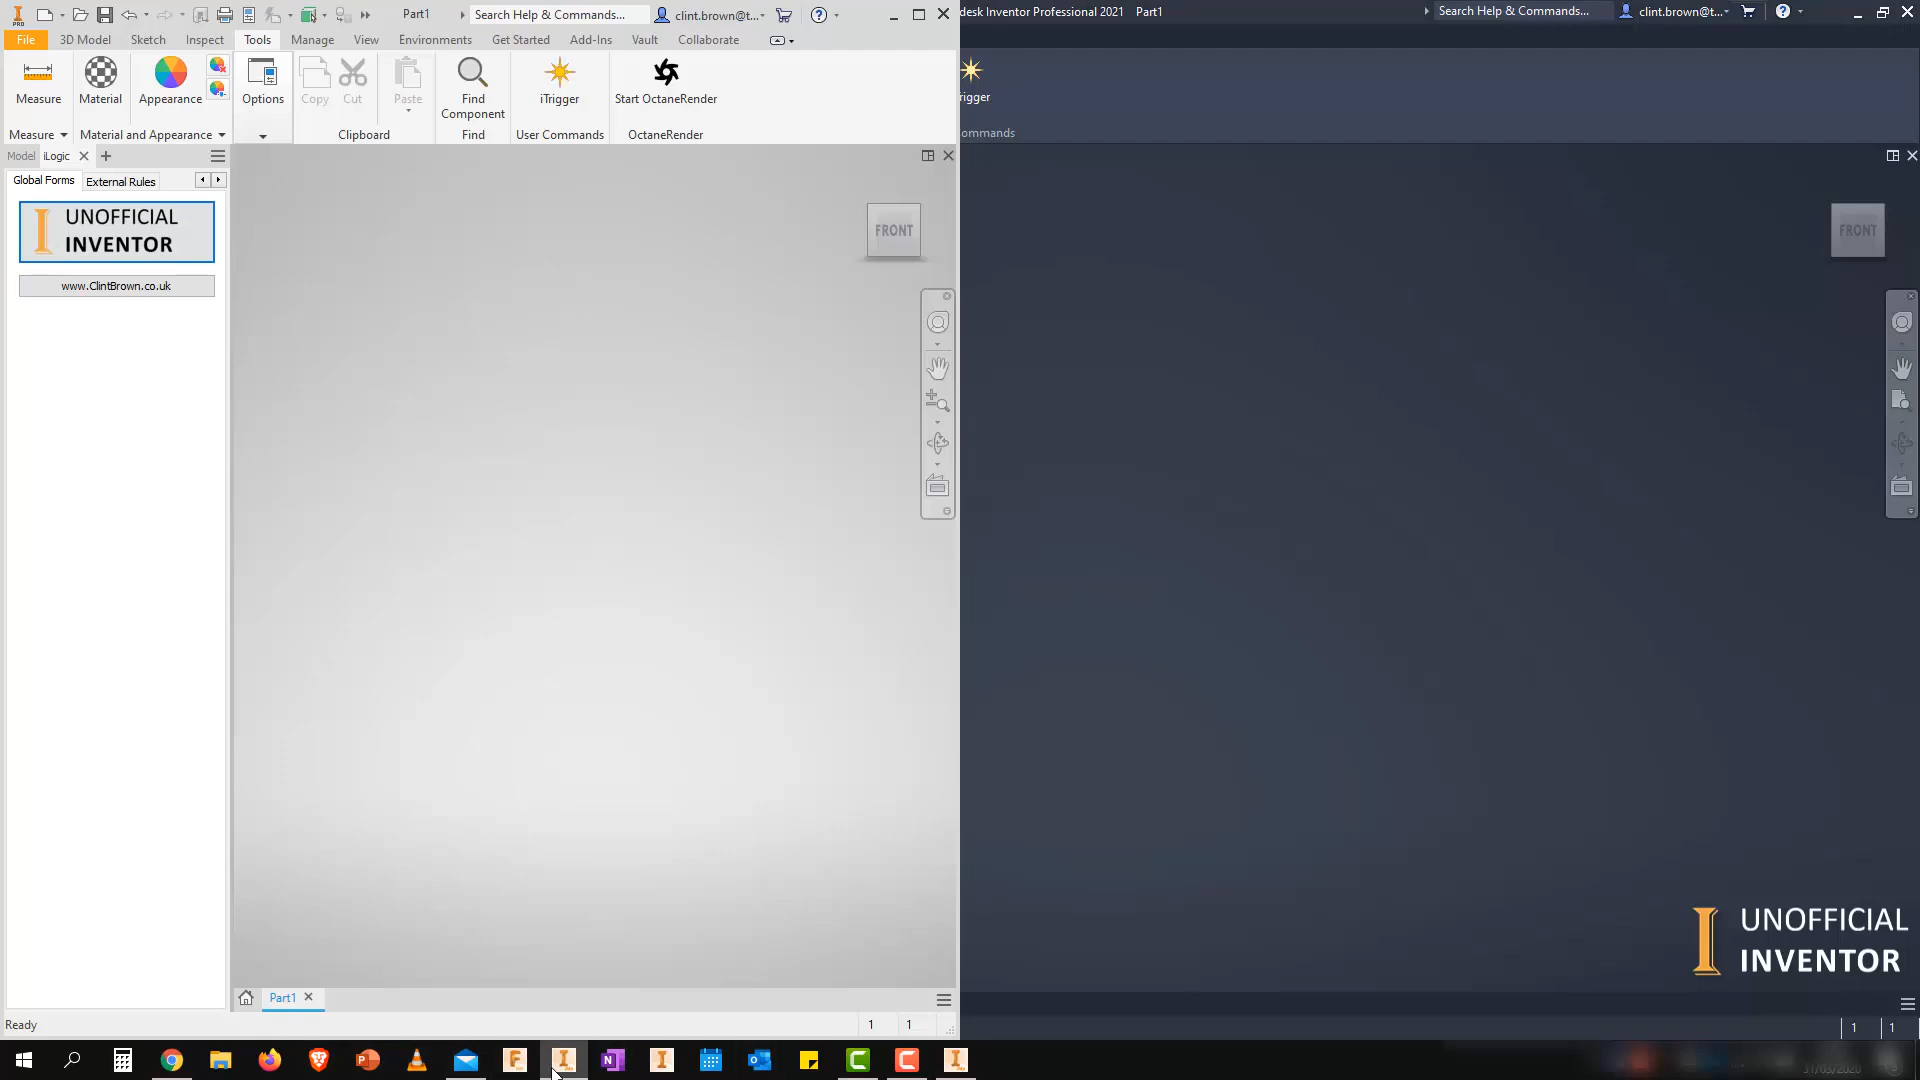 Part1
Search Help & Commands...
clint.brown@t...
desk Inventor Professional 2021 Part1
Search Help & Commands...
clint.brown@t...
File 3D Model Sketch Inspect Tools Manage View Environments Get Started Add-Ins Vault Collaborate
Measure
Material
Appearance
Options
Copy
Cut
Paste
Find
Component
iTrigger
Start OctaneRender
rigger
Measure
Material and Appearance
Clipboard
Find
User Commands
OctaneRender
ommands
Model iLogic
Global Forms External Rules
UNOFFICIAL
INVENTOR
www.ClintBrown.co.uk
FRONT
FRONT
UNOFFICIAL
INVENTOR
Part1
Ready
1 1
1 1
31/03/2020